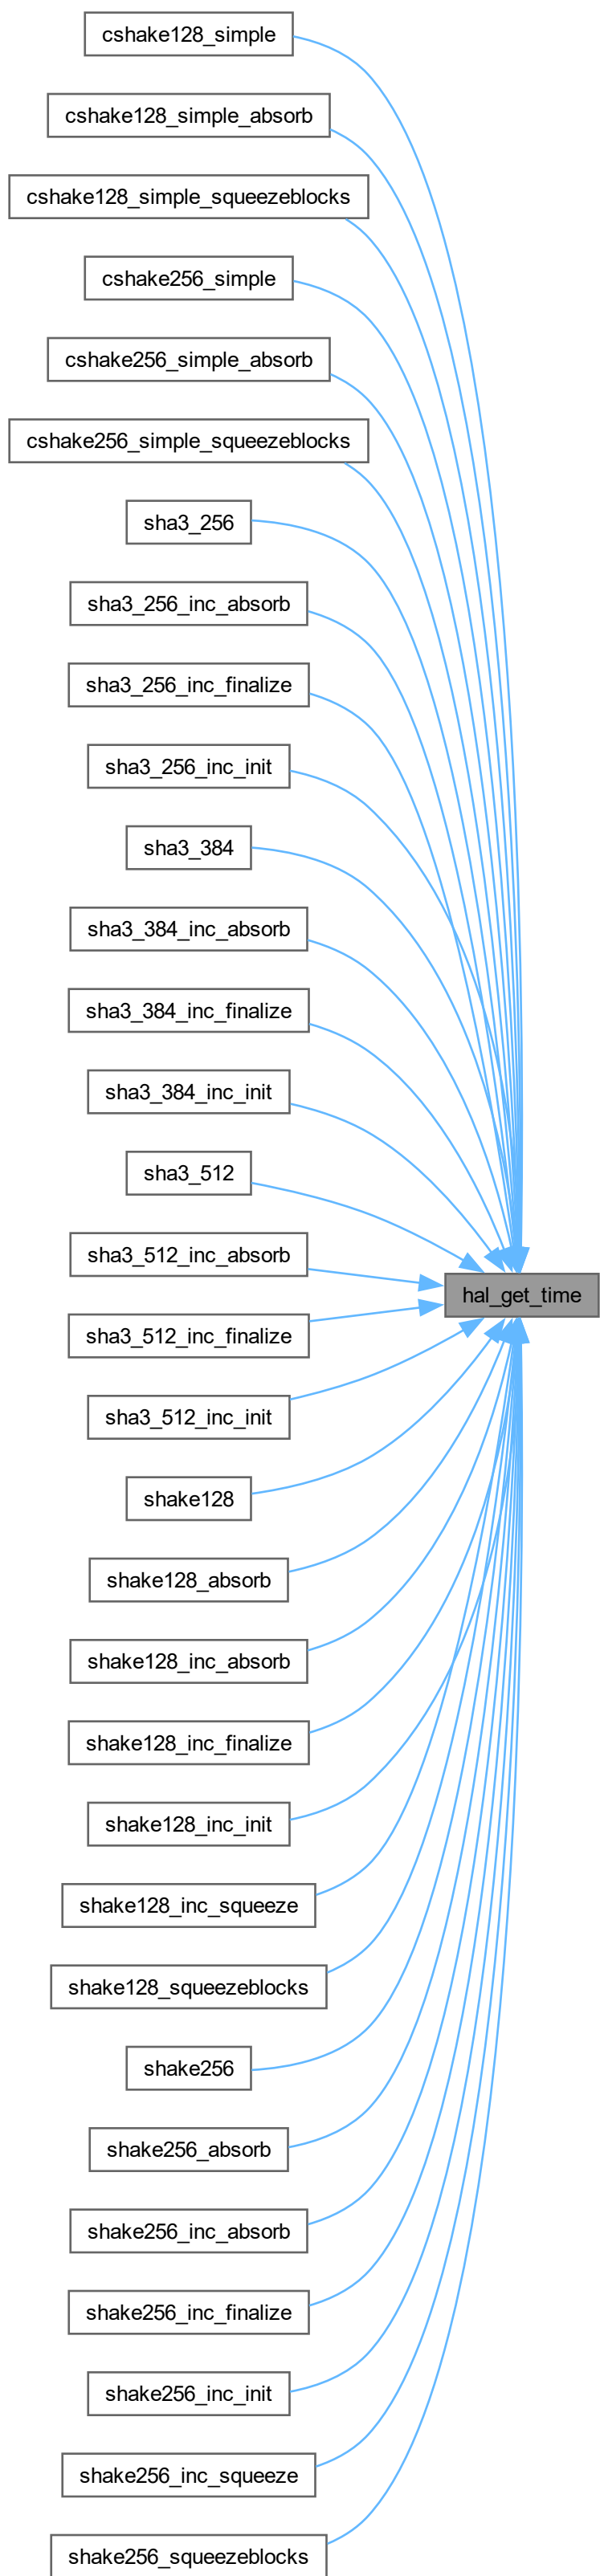 cshake128_simple
cshake128_simple_absorb
cshake128_simple_squeezeblocks
cshake256_simple
cshake256_simple_absorb
cshake256_simple_squeezeblocks
sha3_256
sha3_256_inc_absorb
sha3_256_inc_finalize
sha3_256_inc_init
sha3_384
sha3_384_inc_absorb
sha3_384_inc_finalize
sha3_384_inc_init
sha3_512
sha3_512_inc_absorb
hal_get_time
sha3_512_inc_finalize
sha3_512_inc_init
shake128
shake128_absorb
shake128_inc_absorb
shake128_inc_finalize
shake128_inc_init
shake128_inc_squeeze
shake128_squeezeblocks
shake256
shake256_absorb
shake256_inc_absorb
shake256_inc_finalize
shake256_inc_init
shake256_inc_squeeze
shake256_squeezeblocks